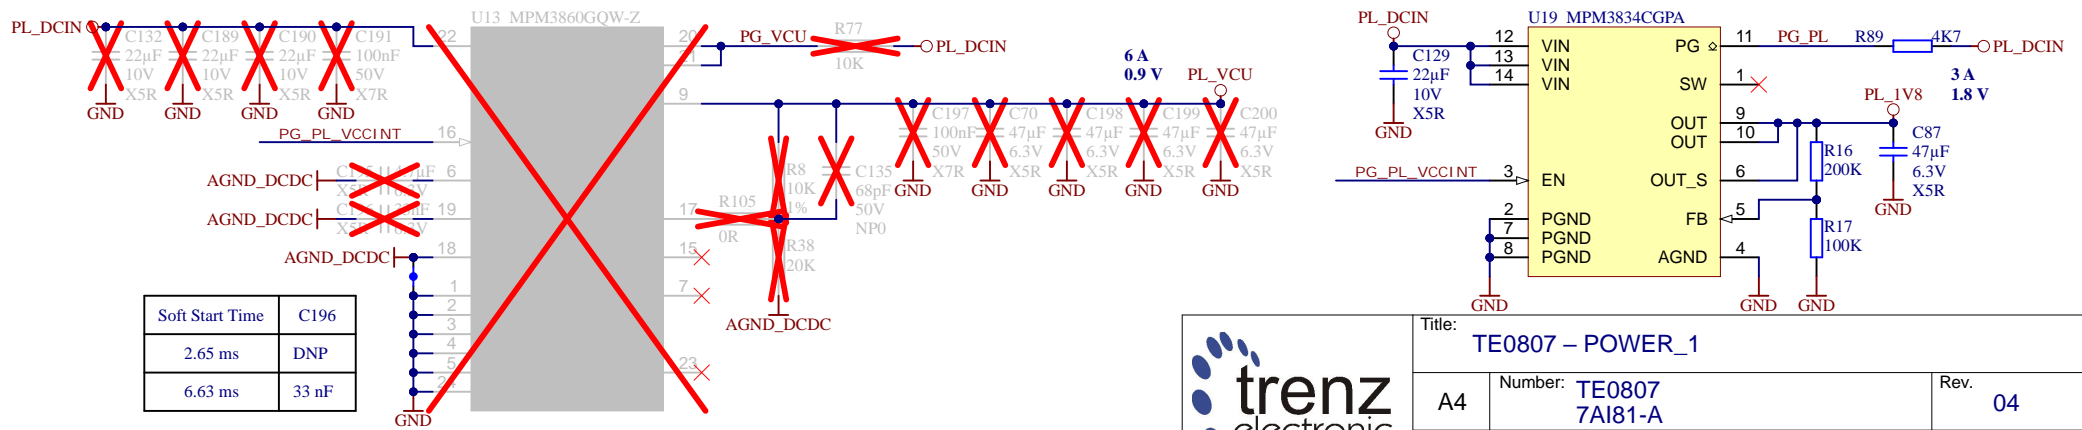 U13 MPM3860GQW-Z
PL_DCIN
C132
22µF
10V
X5R
GND
C189
22µF
10V
X5R
GND
C190
22µF
10V
X5R
GND
C191
100nF
50V
X7R
GND
22
PG_PL_VCCINT
16
AGND_DCDC
X5R
6
AGND_DCDC
C196
X5R
19
AGND_DCDC
18
1
2
3
4
5
24
GND
Soft Start Time C196
2.65 ms DNP
6.63 ms 33 nF
20
21
PG_VCU
R77
10K
PL_DCIN
9
6 A
0.9 V
PL_VCU
C197
100nF
50V
X7R
GND
C70
47µF
6.3V
X5R
GND
C198
47µF
6.3V
X5R
GND
C199
47µF
6.3V
X5R
GND
C200
47µF
6.3V
X5R
GND
R8
10K
1%
C135
68pF
50V
NP0
17
R105
0R
R38
20K
AGND_DCDC
15
7
23
U19 MPM3834CGPA
PL_DCIN
C129
22µF
10V
X5R
GND
12 VIN
13 VIN
14 VIN
PG_PL_VCCINT
3 EN
2 PGND
7 PGND
8 PGND
GND
PG 11
PG_PL
R89
4K7
PL_DCIN
SW 1
3 A
1.8 V
PL_1V8
OUT 9
OUT 10
OUT_S 6
FB 5
AGND 4
GND
R16
200K
R17
100K
GND
C87
47µF
6.3V
X5R
GND
trenz
electronic
Title:
TE0807 – POWER_1
A4
Number: TE0807
7AI81-A
Rev.
04